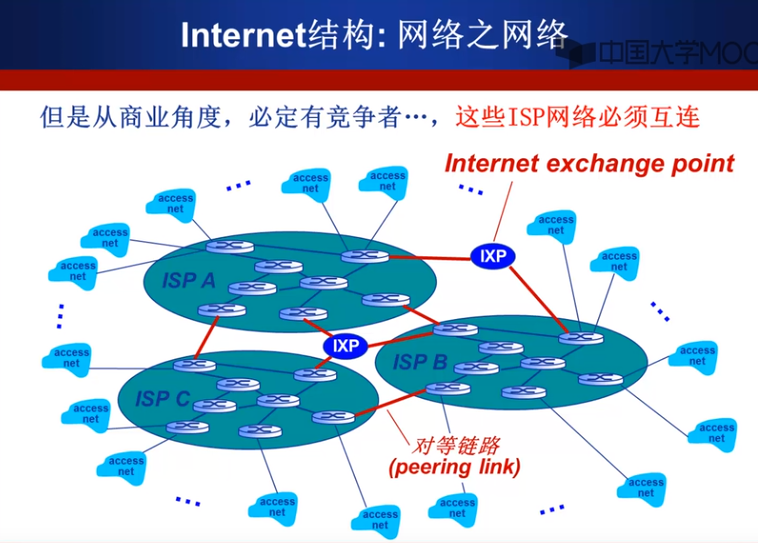 Internet结构: 网络之网络
中国大学MOO
但是从商业角度，必定有竞争者…，这些ISP网络必须互连
Internet exchange point
access
net
access
net
access
net
access
net
access
net
access
net
access
net
IXP
ISP A
IXP
ISP B
ISP C
access
net
access
net
access
net
access
net
access
net
对等链路
(peering link)
access
net
access
net
access
net
access
net
access
net